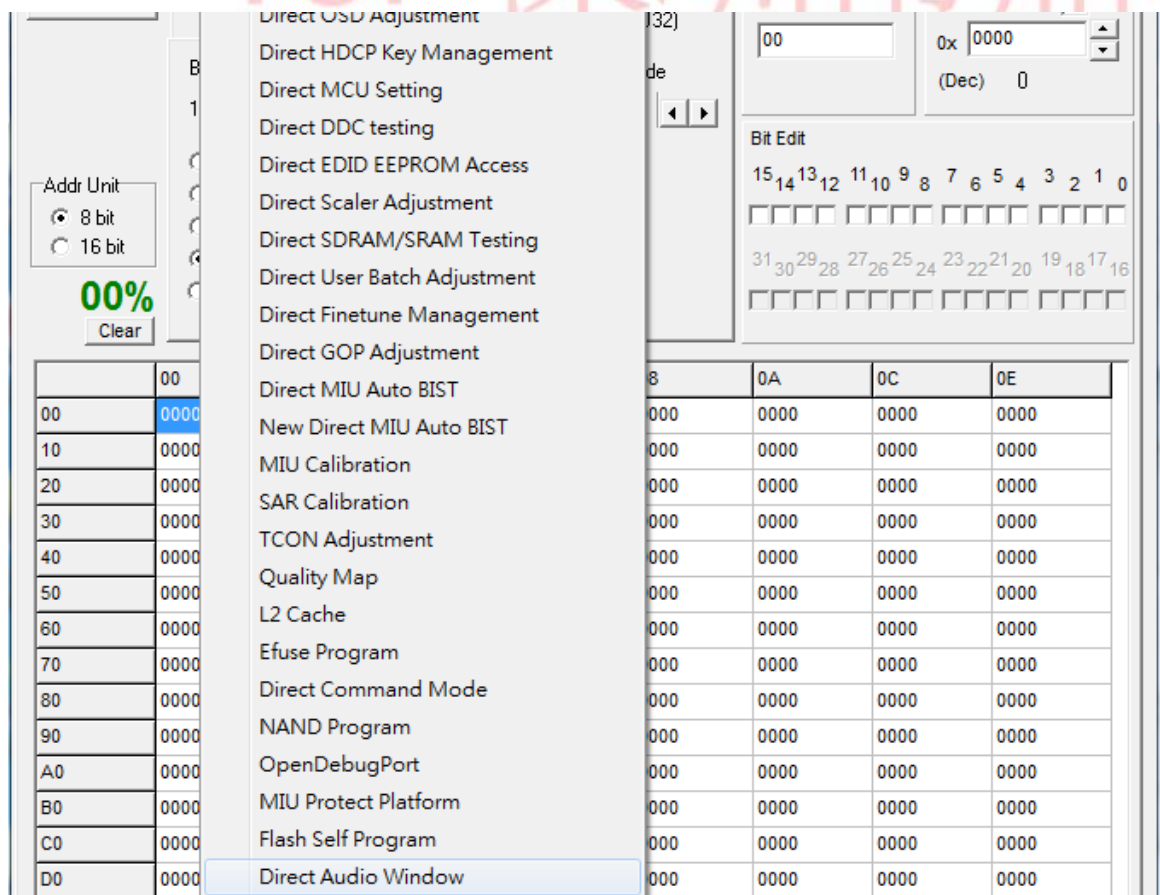 Direct OSD Adjustment
Direct HDCP Key Management
Direct MCU Setting
Direct DDC testing
Direct EDID EEPROM Access
Direct Scaler Adjustment
Direct SDRAM/SRAM Testing
Direct User Batch Adjustment
Direct Finetune Management
Direct GOP Adjustment
Direct MIU Auto BIST
New Direct MIU Auto BIST
MIU Calibration
SAR Calibration
TCON Adjustment
Quality Map
L2 Cache
Efuse Program
Direct Command Mode
NAND Program
OpenDebugPort
MIU Protect Platform
Flash Self Program
Direct Audio Window
B
1
de
00
0x 0000
(Dec) 0
Addr Unit
8 bit
16 bit
00%
Clear
Bit Edit
15 14 13 12 11 10 9 8 7 6 5 4 3 2 1 0
31 30 29 28 27 26 25 24 23 22 21 20 19 18 17 16
00 8 0A 0C 0E
00 0000 000 0000 0000 0000
10 0000 000 0000 0000 0000
20 0000 000 0000 0000 0000
30 0000 000 0000 0000 0000
40 0000 000 0000 0000 0000
50 0000 000 0000 0000 0000
60 0000 000 0000 0000 0000
70 0000 000 0000 0000 0000
80 0000 000 0000 0000 0000
90 0000 000 0000 0000 0000
A0 0000 000 0000 0000 0000
B0 0000 000 0000 0000 0000
C0 0000 000 0000 0000 0000
D0 0000 000 0000 0000 0000